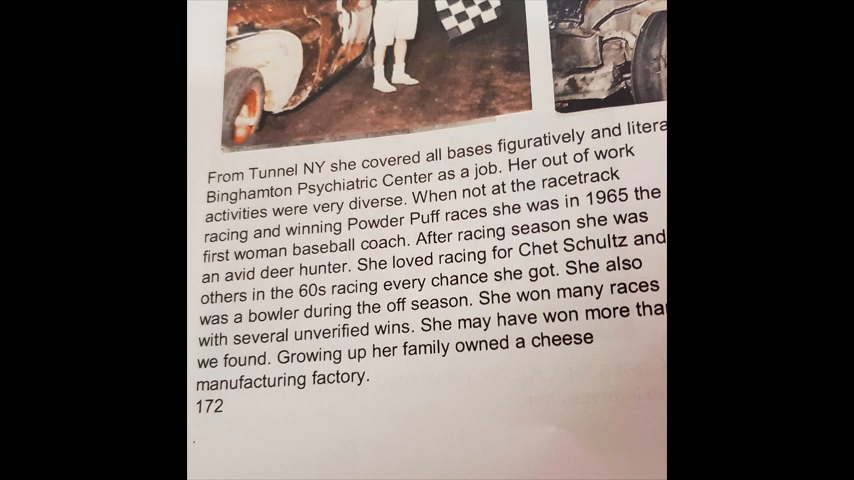 From Tunnel NY she covered all bases figuratively and litera
Binghamton Psychiatric Center as a job. Her out of work
activities were very diverse. When not at the racetrack
racing and winning Powder Puff races she was in 1965 the
first woman baseball coach. After racing season she was
an avid deer hunter. She loved racing for Chet Schultz and
others in the 60s racing every chance she got. She also
was a bowler during the off season. She won many races
with several unverified wins. She may have won more than
we found. Growing up her family owned a cheese
manufacturing factory.
172